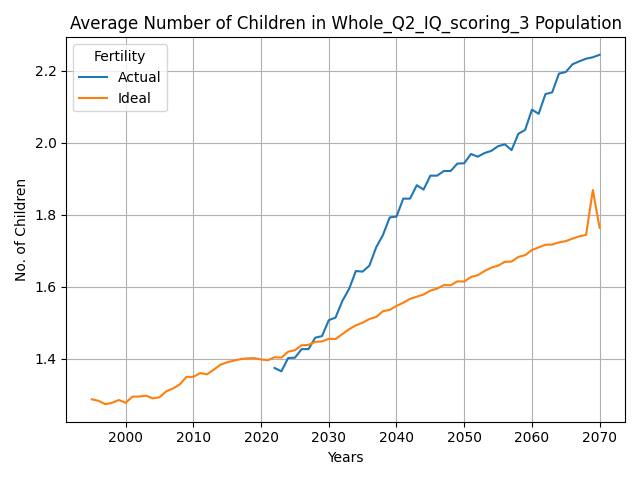 Average Number of Children in Whole_Q2_IQ_scoring_3 Population
Fertility
Actual
Ideal
2.2
2.0
1.8
1.6
1.4
No. of Children
2000 2010 2020 2030 2040 2050 2060 2070
Years